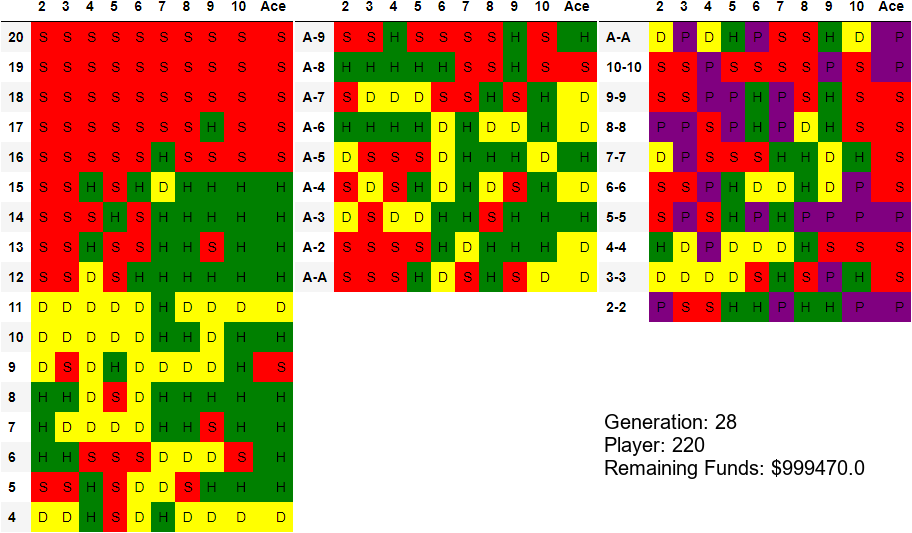 2 3 4 5 6 7 8 9 10 Ace
20 S S S S S S S S S S
19 S S S S S S S S S S
18 S S S S S S S S S S
17 S S S S S S S H S S
16 S S S S S H S S S S
15 S S H S H D H H H H
14 S S S H S H H H H H
13 S S H S S H H S H H
12 S S D S H H H H H H
11 D D D D D H D D D D
10 D D D D D H H D H H
9 D S D H D D D D H S
8 H H D S D H H H H H
7 H D D D D H H S H H
6 H H S S S D D D S H
5 S S H S D D S H H H
4 D D H S D H D D D D
2 3 4 5 6 7 8 9 10 Ace
A-9 S S H S S S S H S H
A-8 H H H H H S S H S S
A-7 S D D D S S H S H D
A-6 H H H H D H D D H D
A-5 D S S S D H H H D H
A-4 S D S H D H D S H D
A-3 D S D D H H S H H H
A-2 S S S S H D H H H D
A-A S S S H D S H S D D
2 3 4 5 6 7 8 9 10 Ace
A-A D P D H P S S H D P
10-10 S S P S S S S P S P
9-9 S S P P H P S H S S
8-8 P P S P H P D H S S
7-7 D P S S S H H D H S
6-6 S S P H D D H D P S
5-5 S P S H P H P P P P
4-4 H D P D D D H S S S
3-3 D D D D S H S P H S
2-2 P S S H H P H H P P
Generation: 28
Player: 220
Remaining Funds: $999470.0